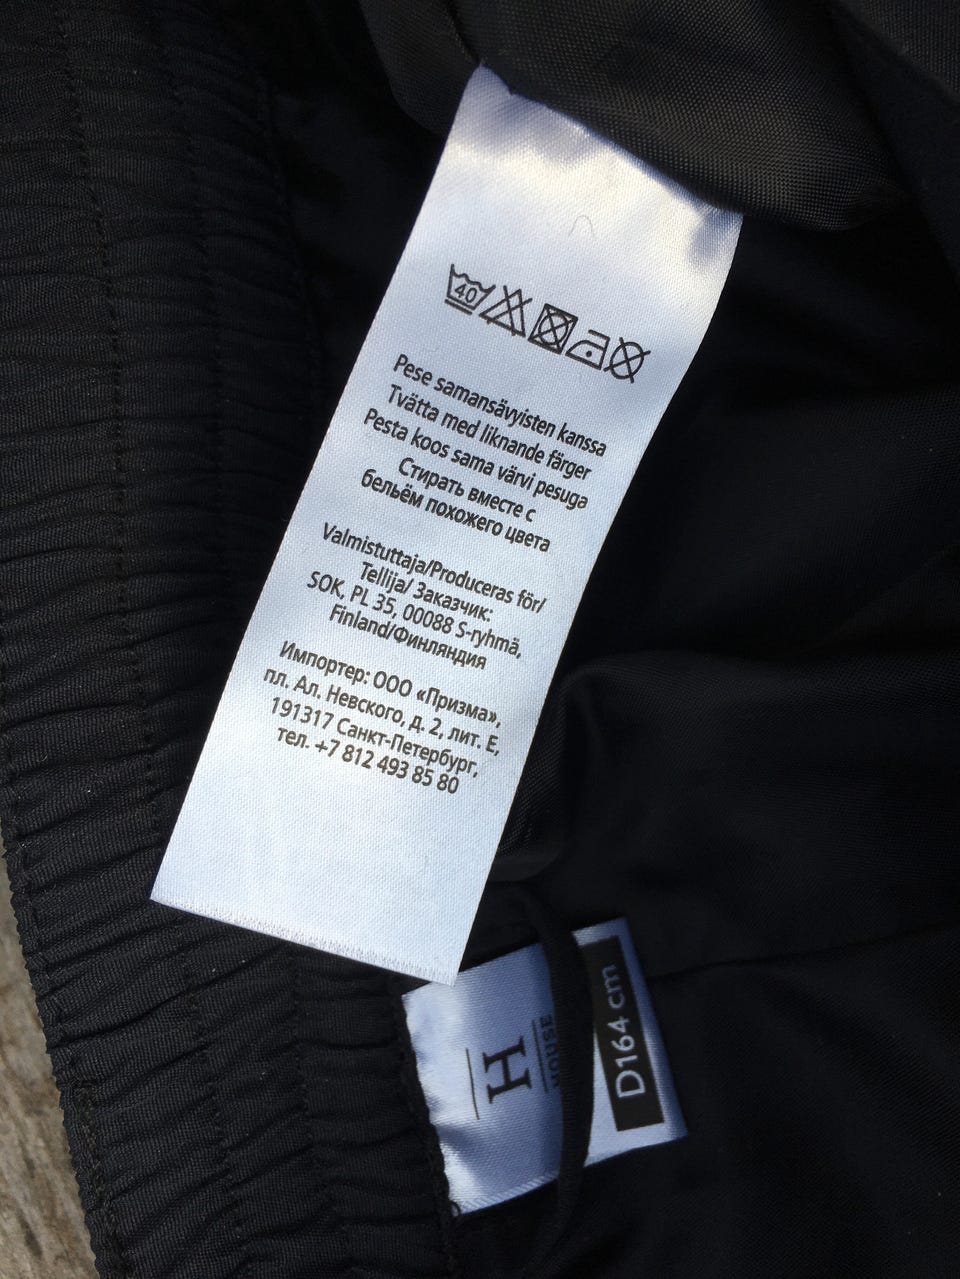 40
Pese samansävyisten kanssa
Tvätta med liknande färger
Pesta koos sama värvi pesuga
Стирать вместе с
бельём похожего цвета
Valmistuttaja/Produceras för/
Tellija/ Заказчик:
SOK, PL 35, 00088 S-ryhmä,
Finland/Финляндия
Импортер: ООО «Призма»,
пл. Ал. Невского, д. 2, лит. Е,
191317 Санкт-Петербург,
тел. +7 812 493 85 80
H
HOUSE
D164 cm